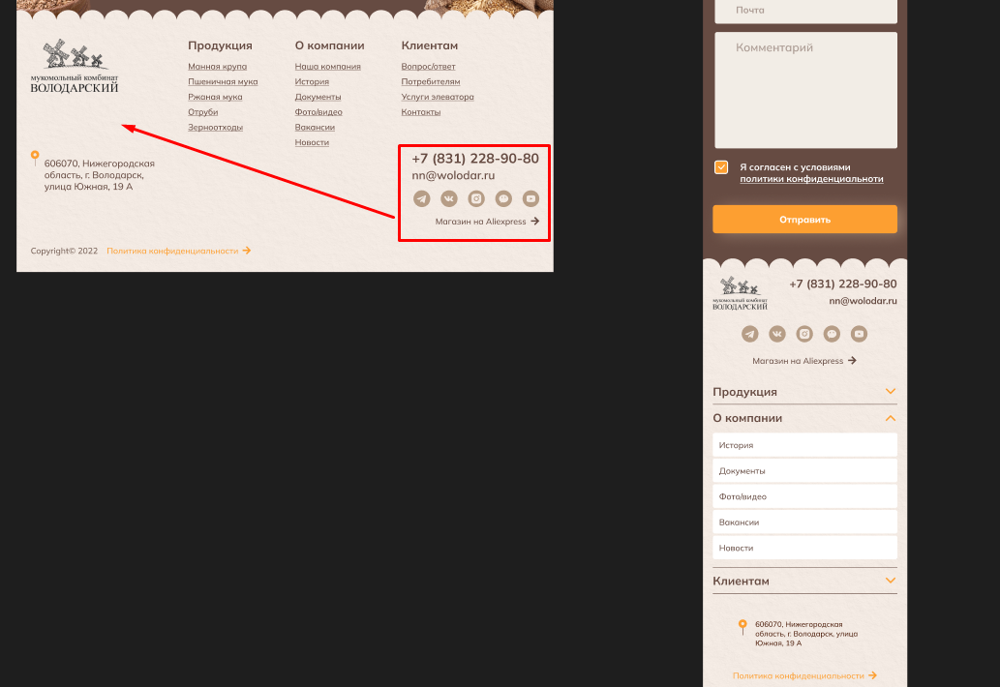 мукомольный комбинат
ВОЛОДАРСКИЙ
Продукция
Манная крупа
Пшеничная мука
Ржаная мука
Отруби
Зерноотходы
О компании
Наша компания
История
Документы
Фото/видео
Вакансии
Новости
Клиентам
Вопрос/ответ
Потребителям
Услуги элеватора
Контакты
+7 (831) 228-90-80
nn@wolodar.ru
Магазин на Aliexpress
606070, Нижегородская
область, г. Володарск,
улица Южная, 19 А
Copyright© 2022 Политика конфиденциальности
Почта
Комментарий
Я согласен с условиями
политики конфиденциальноти
Отправить
мукомольный комбинат
ВОЛОДАРСКИЙ
+7 (831) 228-90-80
nn@wolodar.ru
Магазин на Aliexpress
Продукция
О компании
История
Документы
Фото/видео
Вакансии
Новости
Клиентам
606070, Нижегородская
область, г. Володарск, улица
Южная, 19 А
Политика конфиденциальности